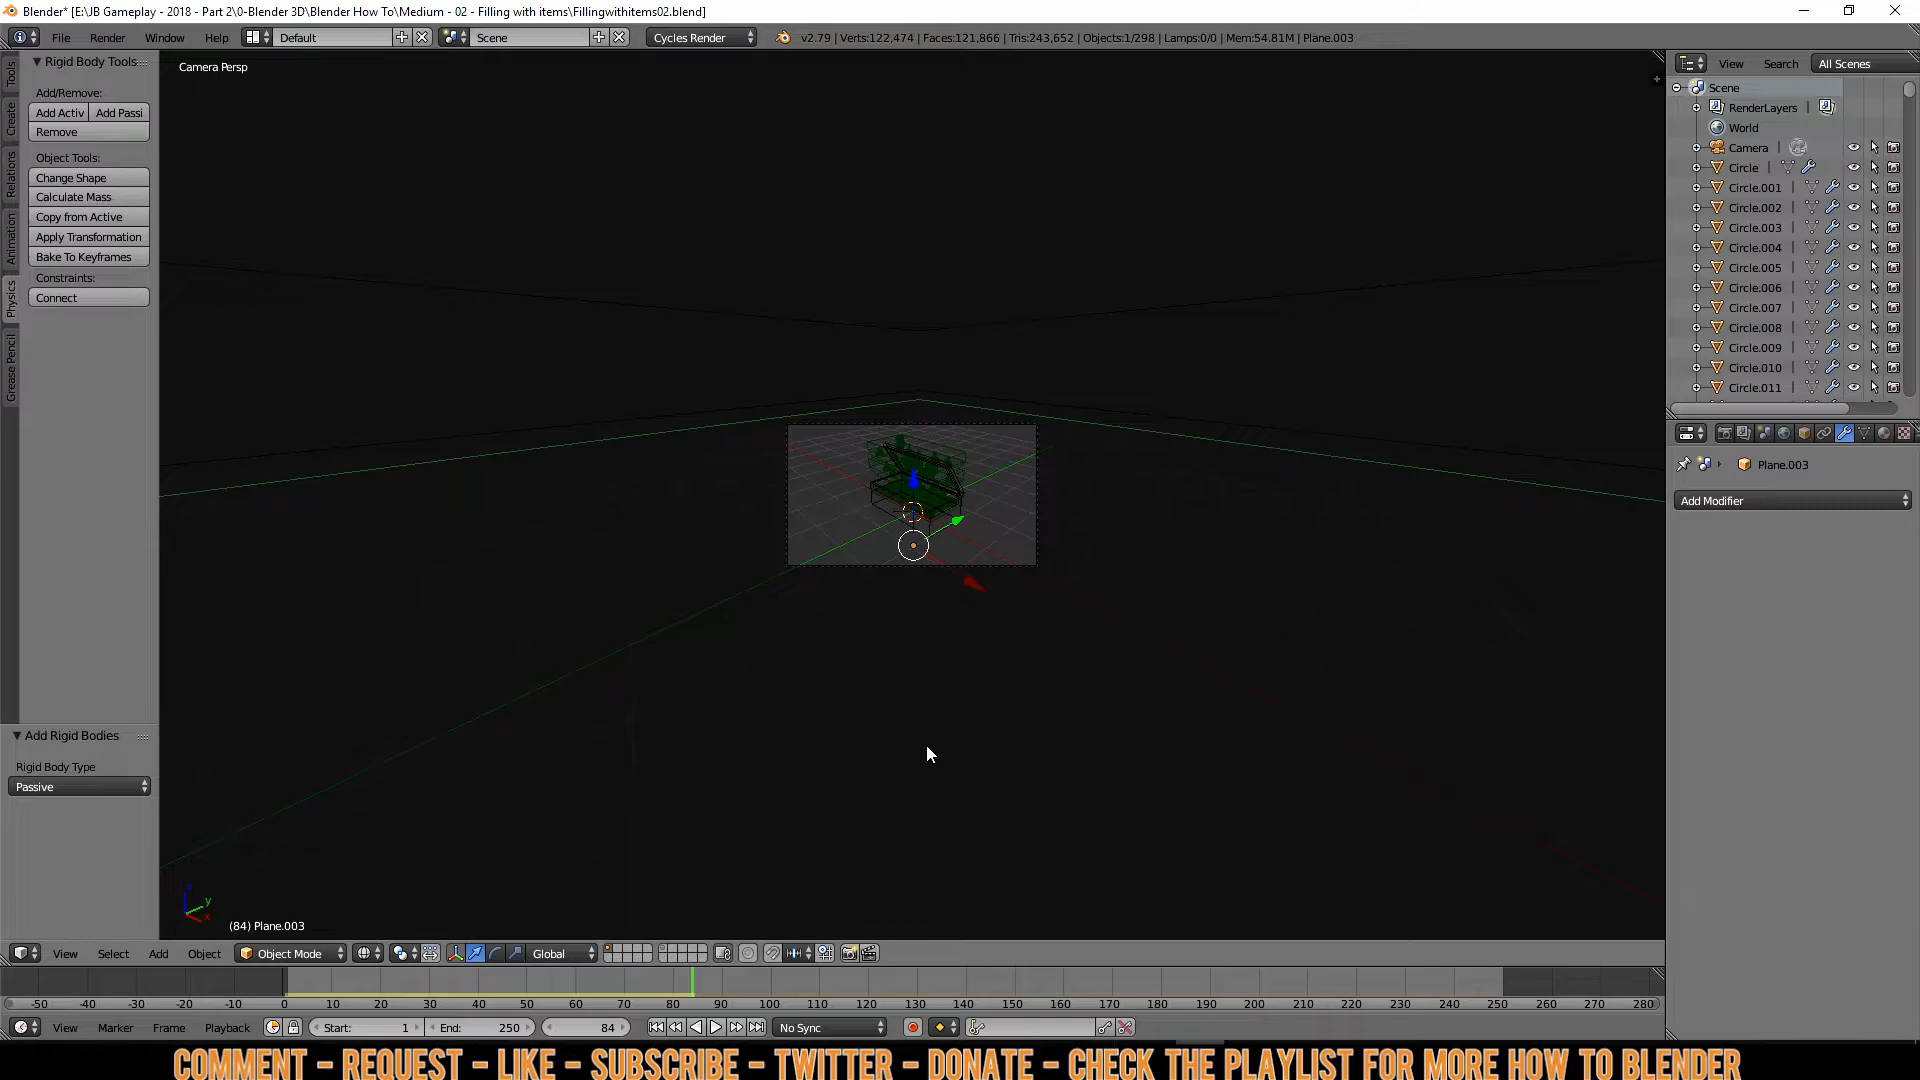 Blender* [E:\JB Gameplay - 2018 - Part 2\0-Blender 3D\Blender How To\Medium - 02 - Filling with items\Fillingwithitems02.blend]
File Render Window Help Default Scene Cycles Render v2.79 | Verts:122,474 | Faces:121,866 | Tris:243,652 | Objects:1/298 | Lamps:0/0 | Mem:54.81M | Plane.003
Rigid Body Tools
Add/Remove:
Add Activ Add Passi
Remove
Object Tools:
Change Shape
Calculate Mass
Copy from Active
Apply Transformation
Bake To Keyframes
Constraints:
Connect
Tools
Create
Relations
Animation
Physics
Grease Pencil
Add Rigid Bodies
Rigid Body Type
Passive
Camera Persp
z
y
x
(84) Plane.003
View Search All Scenes
Scene
RenderLayers |
World
Camera |
Circle |
Circle.001 |
Circle.002 |
Circle.003 |
Circle.004 |
Circle.005 |
Circle.006 |
Circle.007 |
Circle.008 |
Circle.009 |
Circle.010 |
Circle.011 |
Plane.003
Add Modifier
View Select Add Object Object Mode Global
-50 -40 -30 -20 -10 0 10 20 30 40 50 60 70 80 90 100 110 120 130 140 150 160 170 180 190 200 210 220 230 240 250 260 270 280
View Marker Frame Playback Start: 1 End: 250 84 No Sync
COMMENT - REQUEST - LIKE - SUBSCRIBE - TWITTER - DONATE - CHECK THE PLAYLIST FOR MORE HOW TO BLENDER